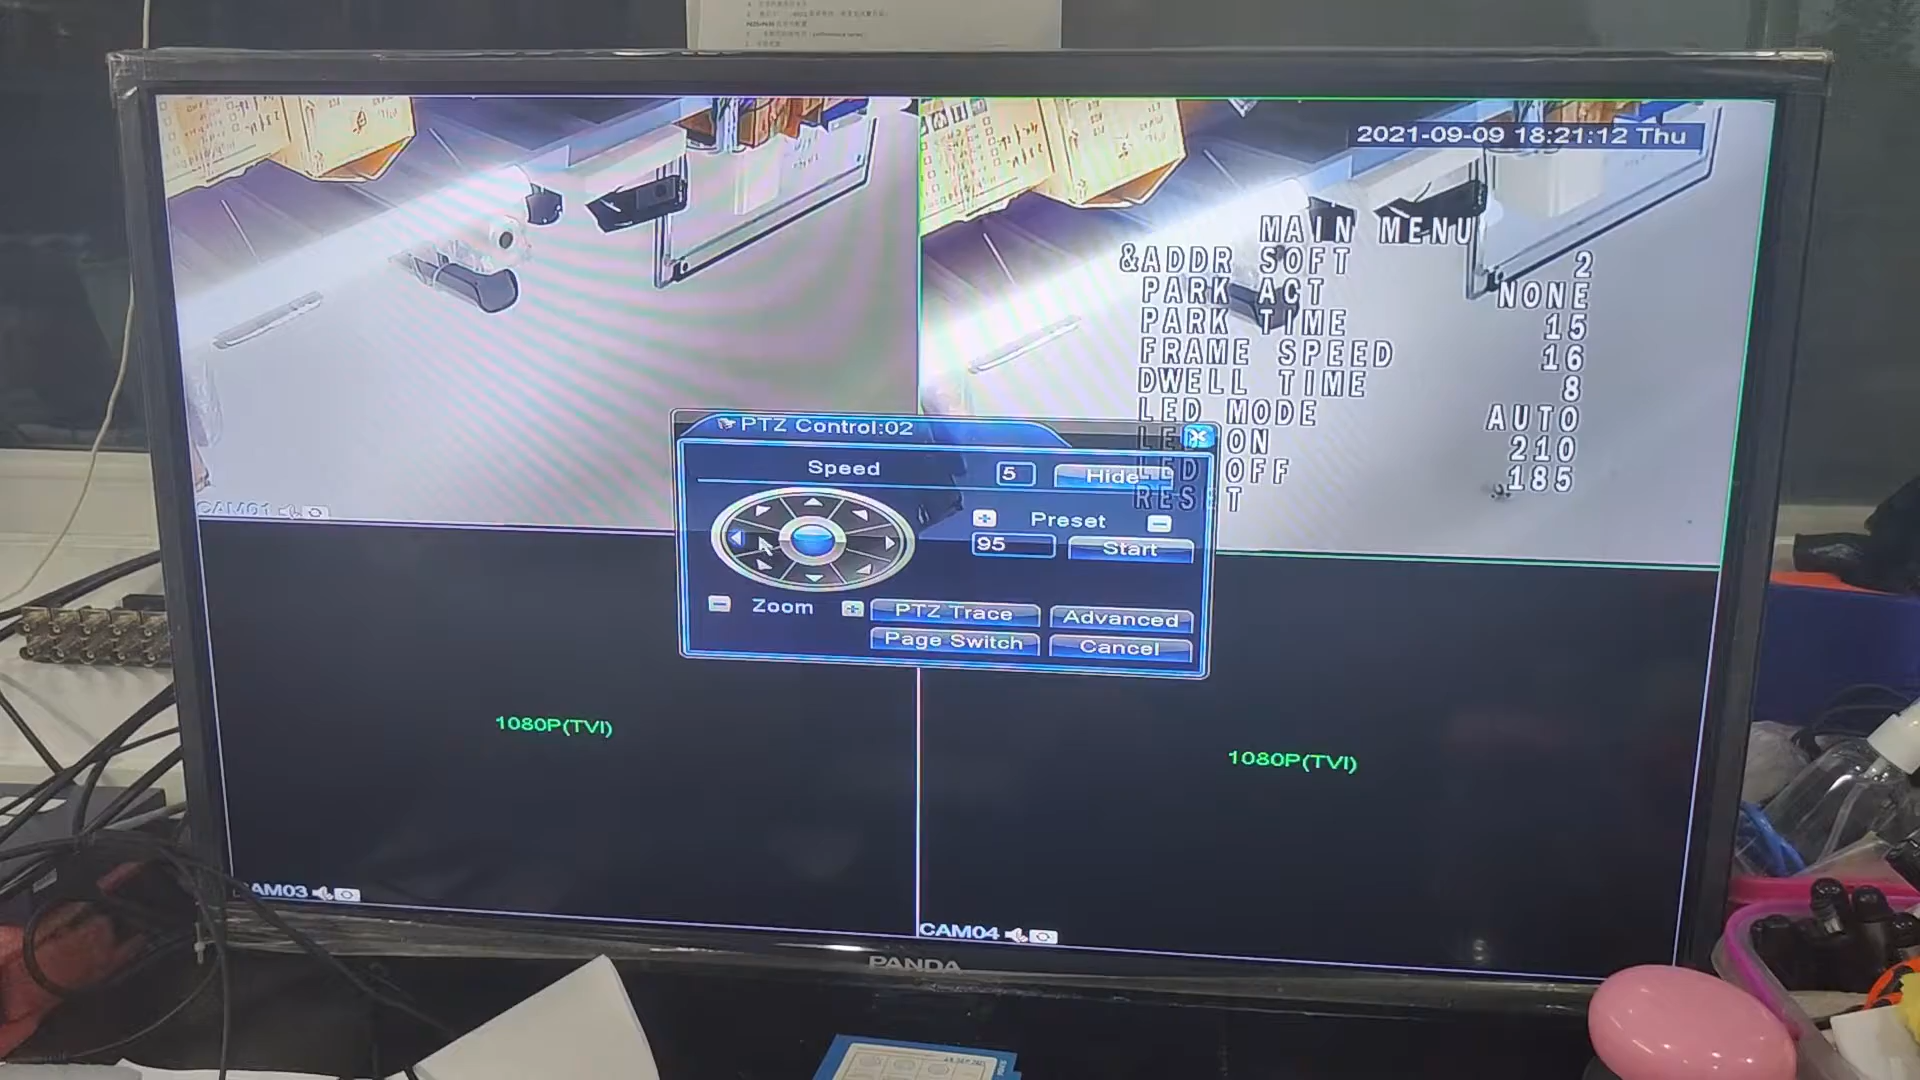 2021-09-09 18:21:12 Thu
MAIN MENU
&ADDR SOFT 2
PARK ACT NONE
PARK TIME 15
FRAME SPEED 16
DWELL TIME 8
LED MODE AUTO
LED ON 210
LED OFF 185
RESET
PTZ Control:02
Speed 5 Hide
Preset
95 Start
Zoom PTZ Trace Advanced
Page Switch Cancel
CAM01
1080P(TVI)
1080P(TVI)
CAM03
CAM04
PANDA